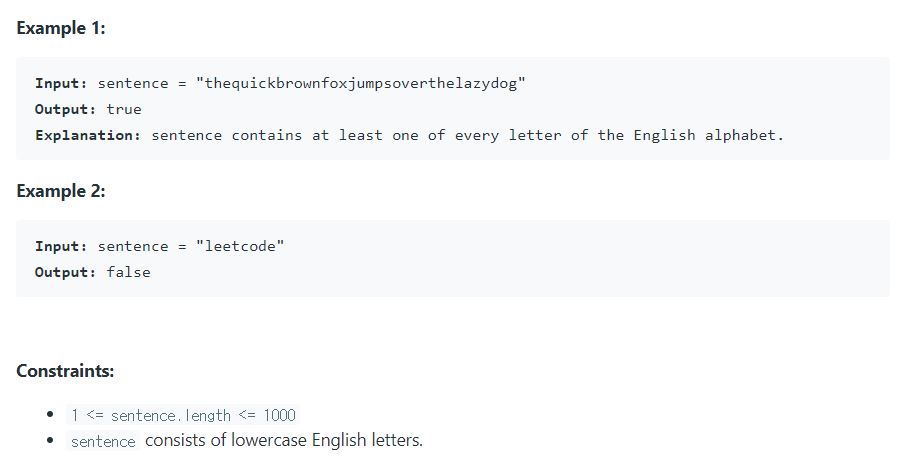 Example 1:
Input: sentence = "thequickbrownfoxjumpsoverthelazydog"
Output: true
Explanation: sentence contains at least one of every letter of the English alphabet.
Example 2:
Input: sentence = "leetcode"
Output: false
Constraints:
• 1 <= sentence.length <= 1000
• sentence consists of lowercase English letters.